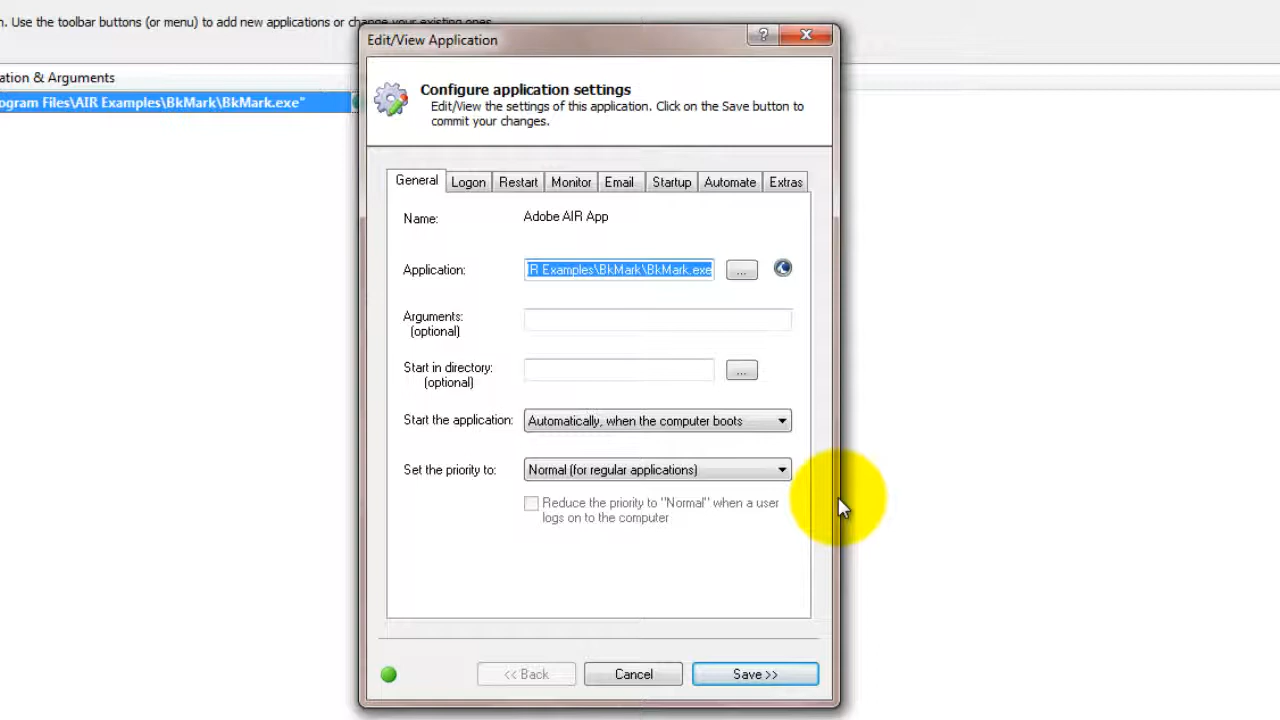 n. Use the toolbar buttons (or menu) to add new applications or change your existing ones.
Edit/View Application
ation & Arguments
Configure application settings
Edit/View the settings of this application. Click on the Save button to
commit your changes.
ogram Files\AIR Examples\BkMark\BkMark.exe"
General Logon Restart Monitor Email Startup Automate Extras
Name: Adobe AIR App
Application: IR Examples\BkMark\BkMark.exe ...
Arguments:
(optional)
Start in directory: ...
(optional)
Start the application: Automatically, when the computer boots
Set the priority to: Normal (for regular applications)
Reduce the priority to "Normal" when a user
logs on to the computer
<< Back Cancel Save >>